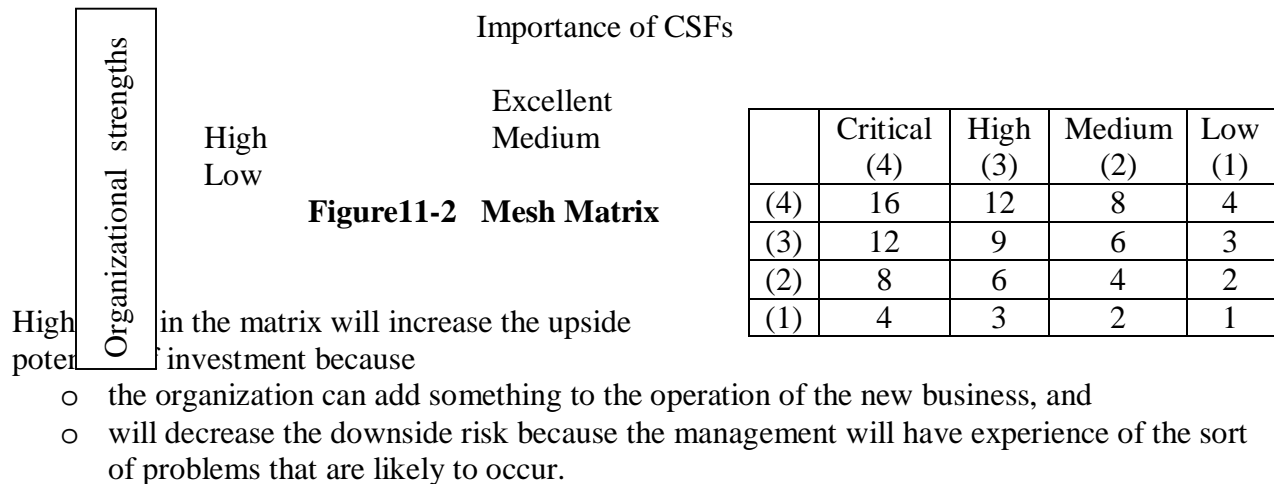 Importance of CSFs
Organizational strengths
Excellent
High Medium
Low
Figure11-2 Mesh Matrix
Critical (4) High (3) Medium (2) Low (1)
(4) 16 12 8 4
(3) 12 9 6 3
(2) 8 6 4 2
(1) 4 3 2 1
High in the matrix will increase the upside
investment because
o the organization can add something to the operation of the new business, and
o will decrease the downside risk because the management will have experience of the sort
of problems that are likely to occur.